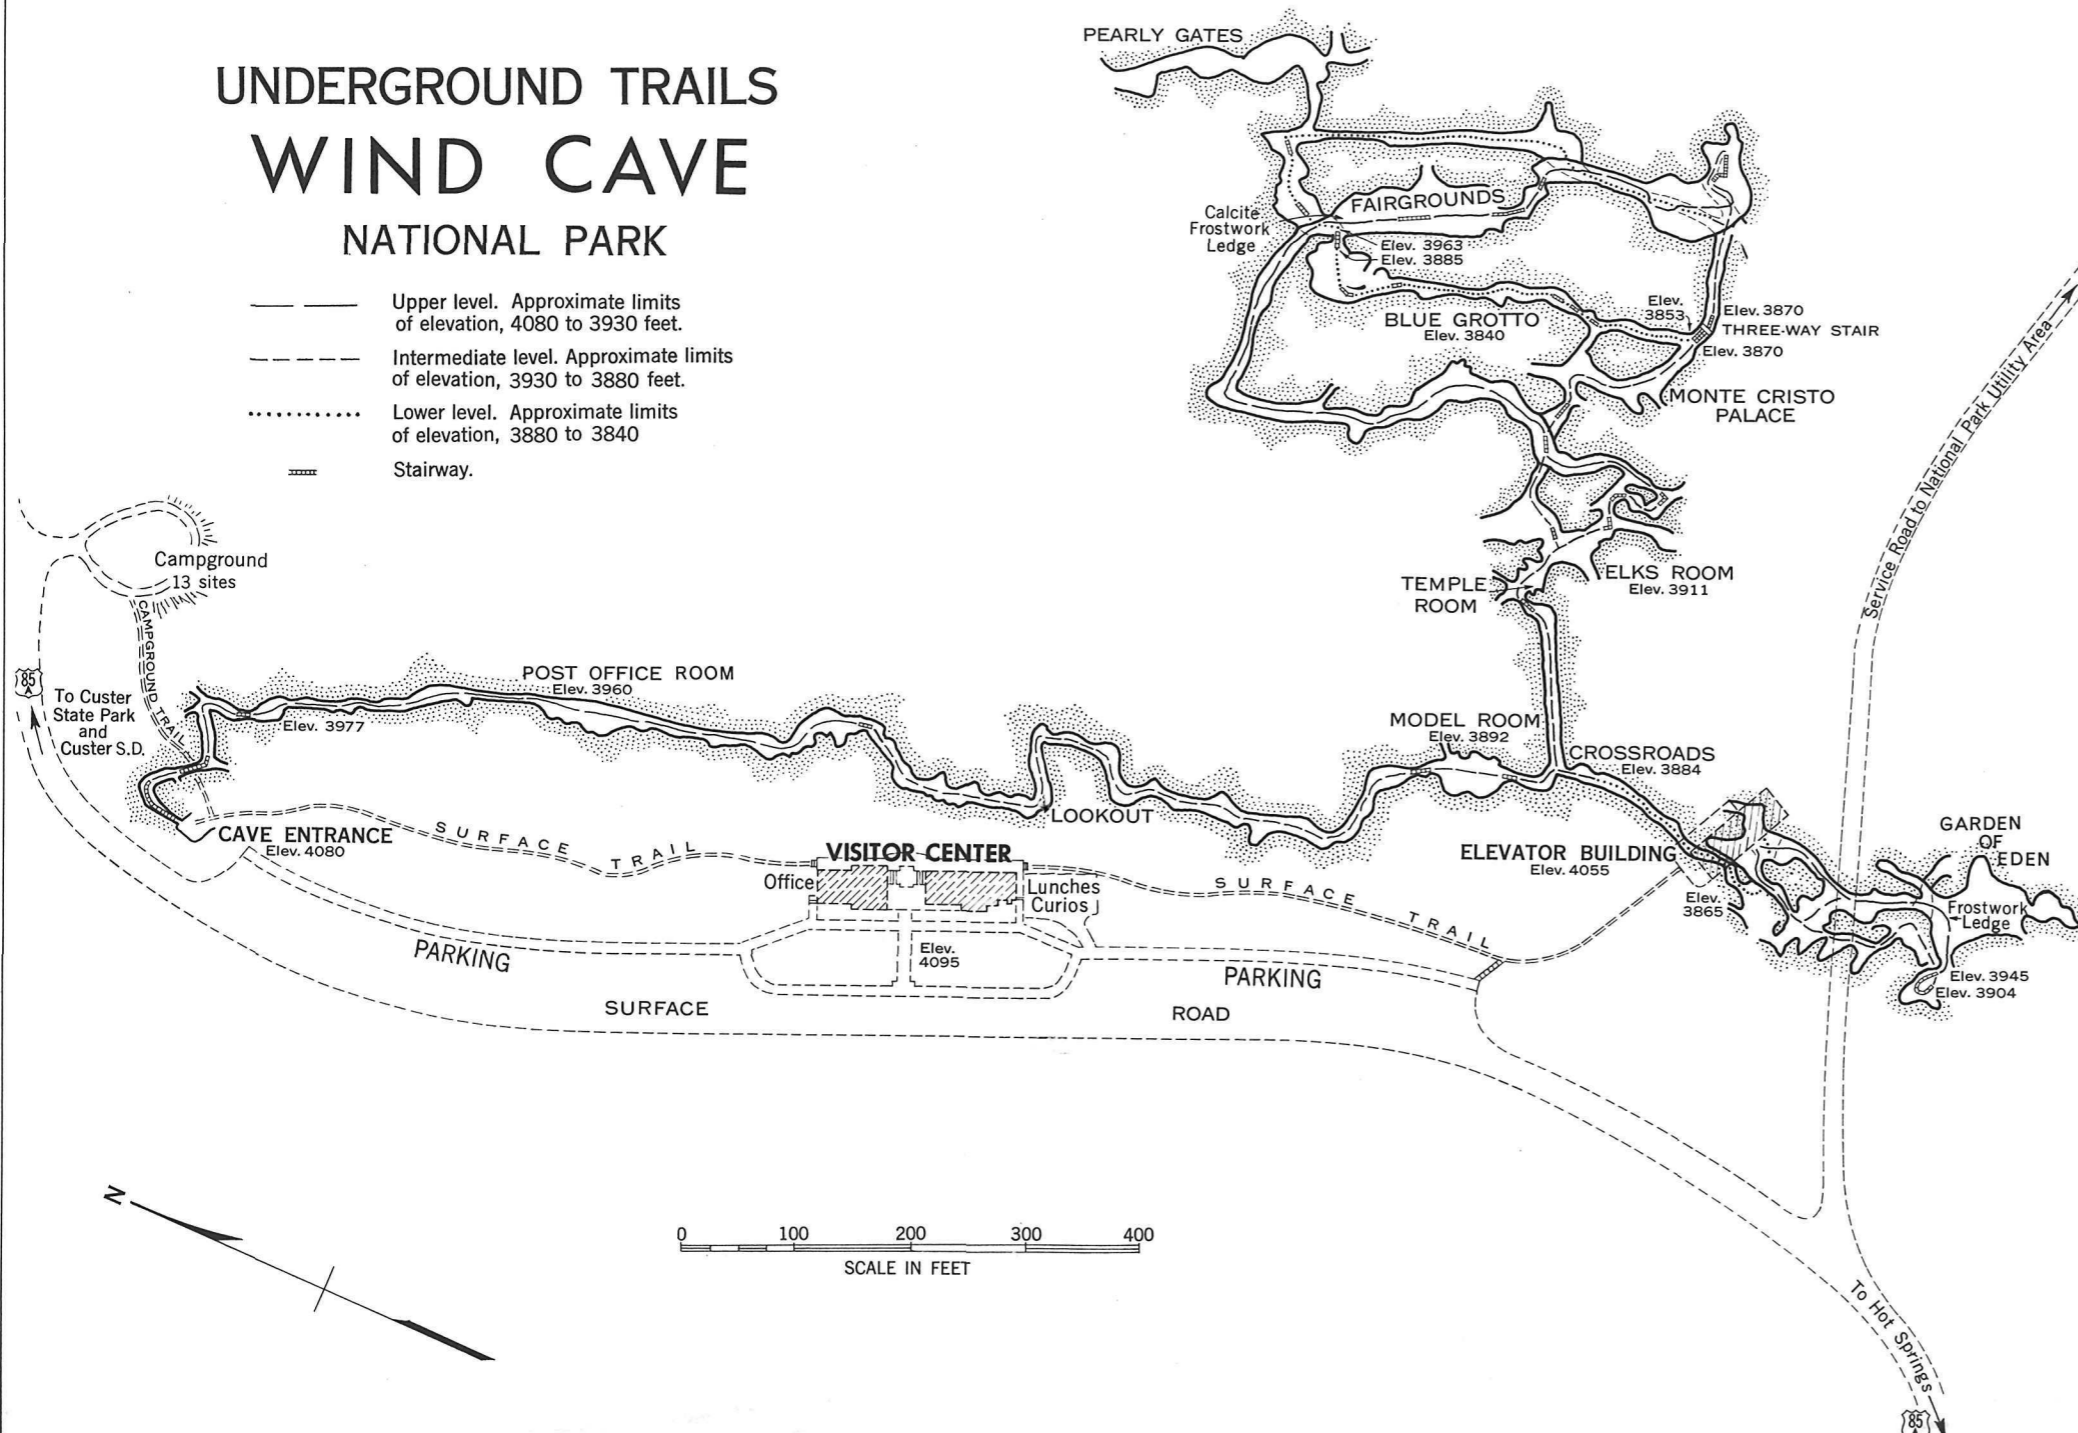 UNDERGROUND TRAILS
WIND CAVE
NATIONAL PARK
Upper level. Approximate limits
of elevation, 4080 to 3930 feet.
Intermediate level. Approximate limits
of elevation, 3930 to 3880 feet.
Lower level. Approximate limits
of elevation, 3880 to 3840
Stairway.
PEARLY GATES
Calcite
Frostwork
Ledge
FAIRGROUNDS
Elev. 3963
Elev. 3885
BLUE GROTTO
Elev. 3840
Elev.
3853
Elev. 3870
THREE-WAY STAIR
Elev. 3870
MONTE CRISTO
PALACE
Service Road to National Park Utility Area
Campground
13 sites
CAMPGROUND TRAIL
85
To Custer
State Park
and
Custer S.D.
TEMPLE
ROOM
ELKS ROOM
Elev. 3911
POST OFFICE ROOM
Elev. 3960
Elev. 3977
MODEL ROOM
Elev. 3892
CROSSROADS
Elev. 3884
LOOKOUT
CAVE ENTRANCE
Elev. 4080
SURFACE TRAIL
VISITOR CENTER
Office
Lunches
Curios
SURFACE TRAIL
ELEVATOR BUILDING
Elev. 4055
Elev.
3865
GARDEN
OF
EDEN
Frostwork
Ledge
Elev. 3945
Elev. 3904
PARKING
Elev.
4095
PARKING
SURFACE ROAD
N
0 100 200 300 400
SCALE IN FEET
To Hot Springs
85